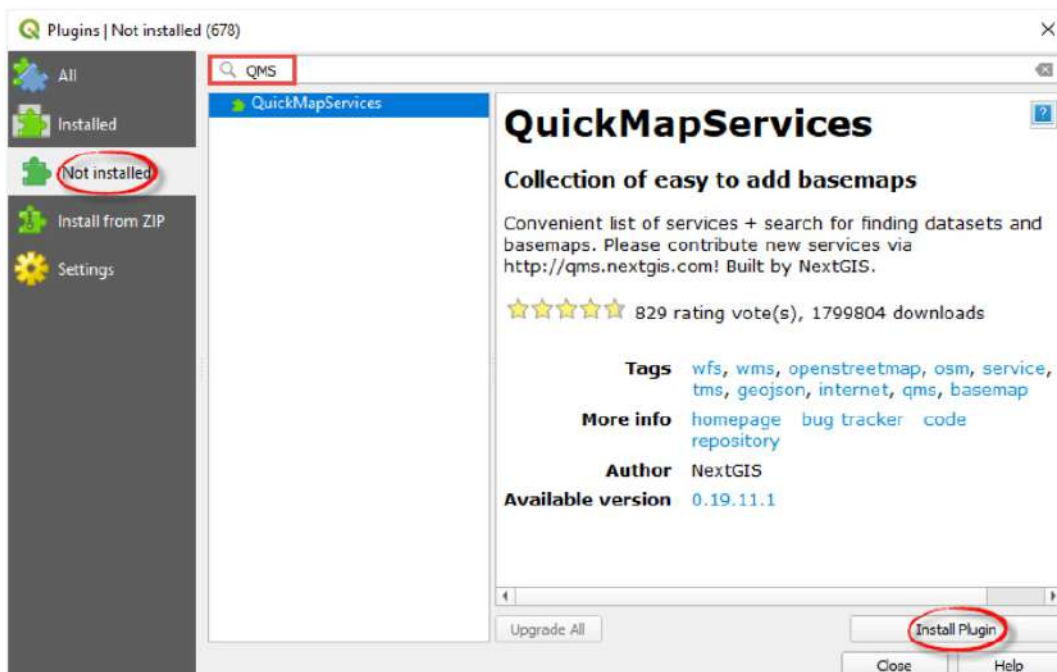 Plugins | Not installed (678)
All
Installed
Not installed
Install from ZIP
Settings
QMS
QuickMapServices
QuickMapServices
Collection of easy to add basemaps
Convenient list of services + search for finding datasets and
basemaps. Please contribute new services via
http://qms.nextgis.com! Built by NextGIS.
829 rating vote(s), 1799804 downloads
Tags wfs, wms, openstreetmap, osm, service,
tms, geojson, internet, qms, basemap
More info homepage bug tracker code
repository
Author NextGIS
Available version 0.19.11.1
Upgrade All
Install Plugin
Close Help